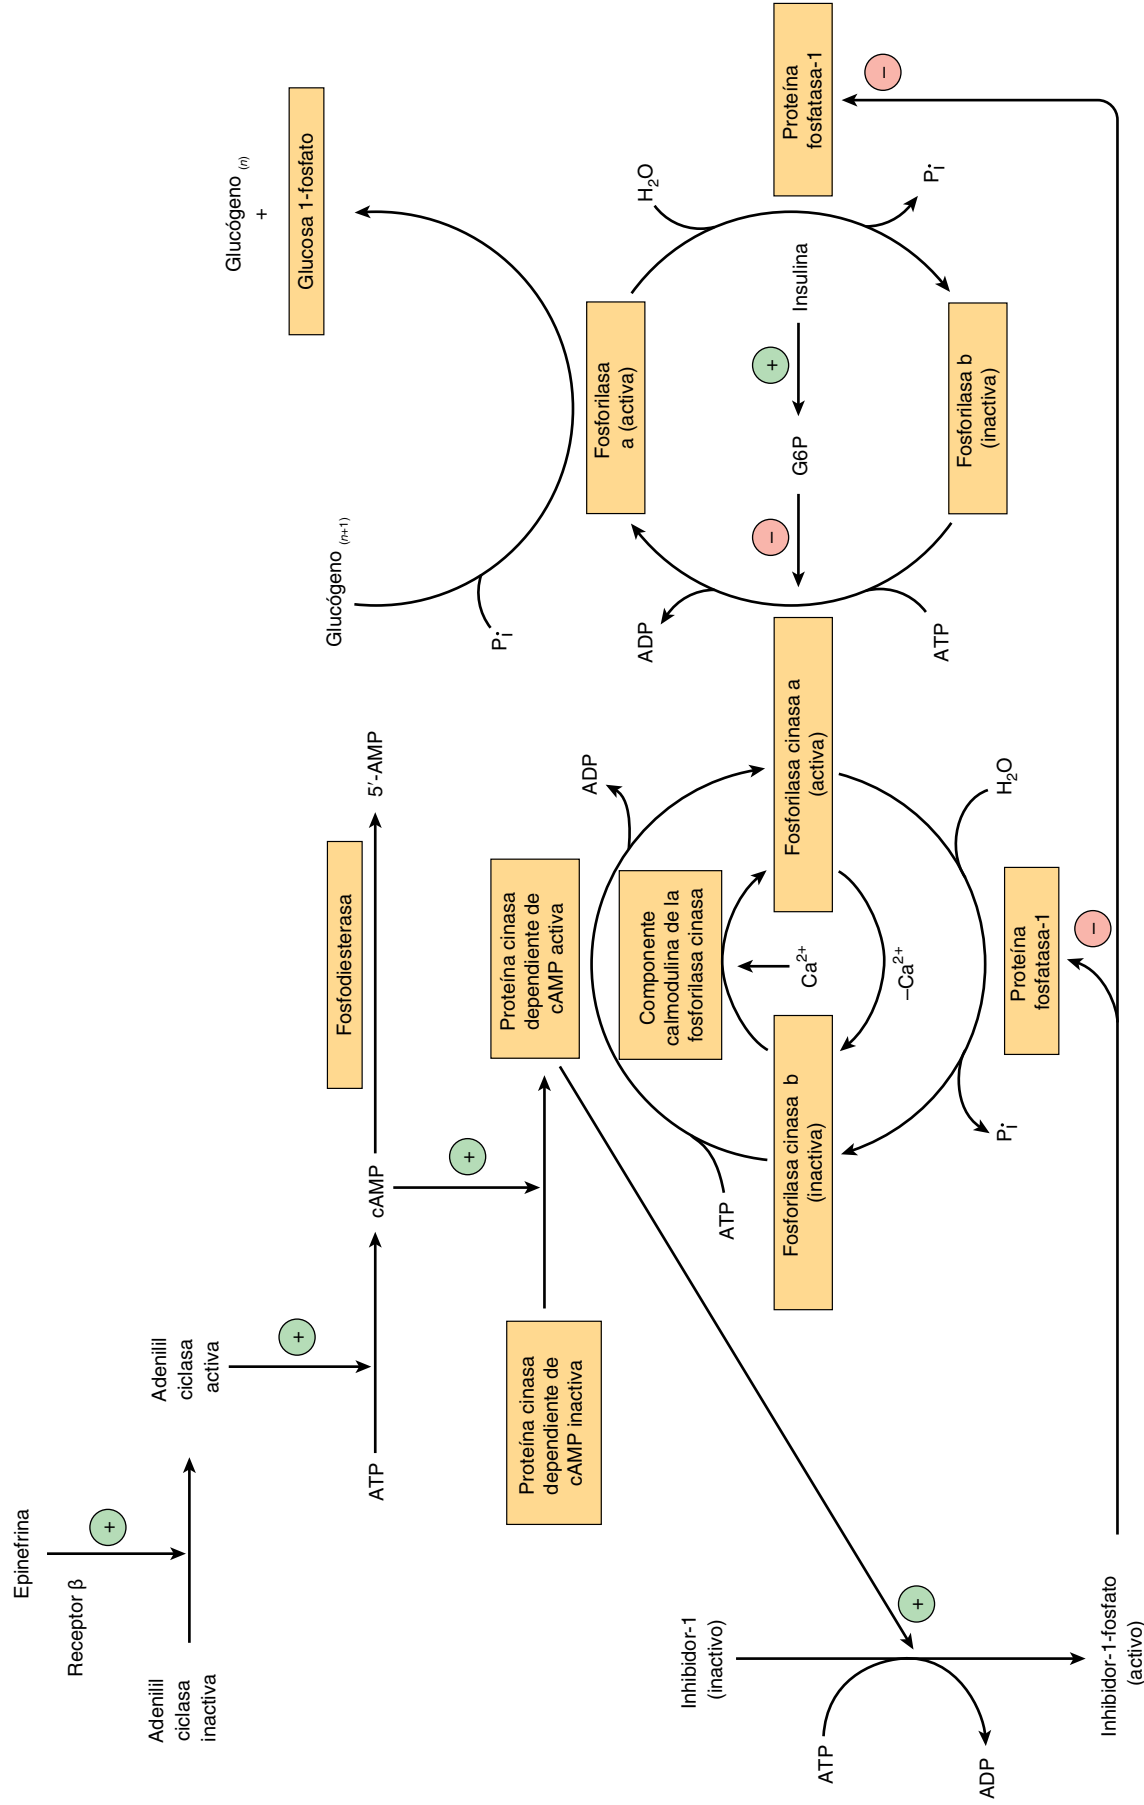 Epinefrina
+
Receptor β
Adenilil
ciclasa
inactiva
Adenilil
ciclasa
activa
+
ATP
cAMP
Fosfodiesterasa
5′-AMP
+
Proteína cinasa
dependiente de
cAMP inactiva
Proteína cinasa
dependiente de
cAMP activa
Glucógeno (n+1)
Pi
Glucógeno (n)
+
Glucosa 1-fosfato
Inhibidor-1
(inactivo)
ATP
+
ADP
Inhibidor-1-fosfato
(activo)
ATP
ADP
Componente
calmodulina de la
fosforilasa cinasa
Fosforilasa cinasa b
(inactiva)
Ca2+
Fosforilasa cinasa a
(activa)
–Ca2+
Pi
H2O
Proteína
fosfatasa-1
–
Fosforilasa
a (activa)
ADP
H2O
–
+
G6P
Insulina
ATP
Pi
Fosforilasa b
(inactiva)
Proteína
fosfatasa-1
–